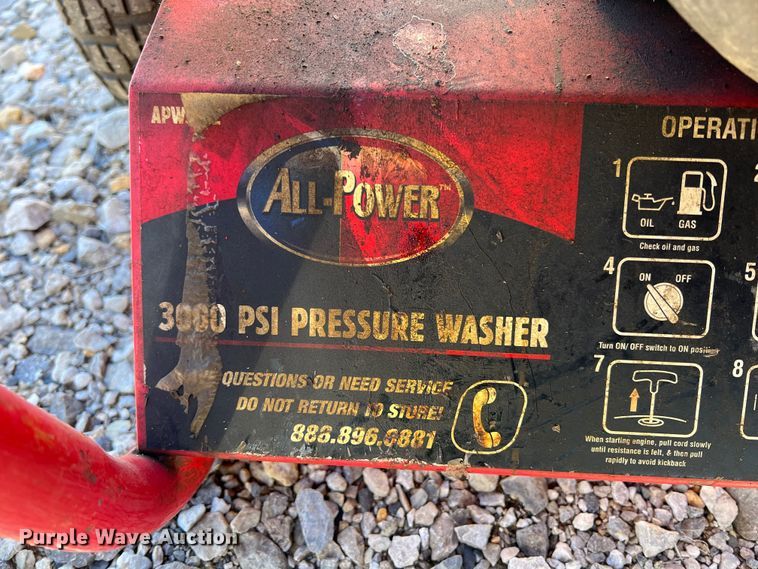 APW
ALL-POWER™
3000 PSI PRESSURE WASHER
QUESTIONS OR NEED SERVICE
DO NOT RETURN TO STORE!
888.896.6881
OPERATI
1
OIL GAS
Check oil and gas
4
ON OFF
Turn ON/ OFF switch to ON position
5
7
When starting engine, pull cord slowly
until resistance is felt, & then pull
rapidly to avoid kickback
8
Purple Wave Auction